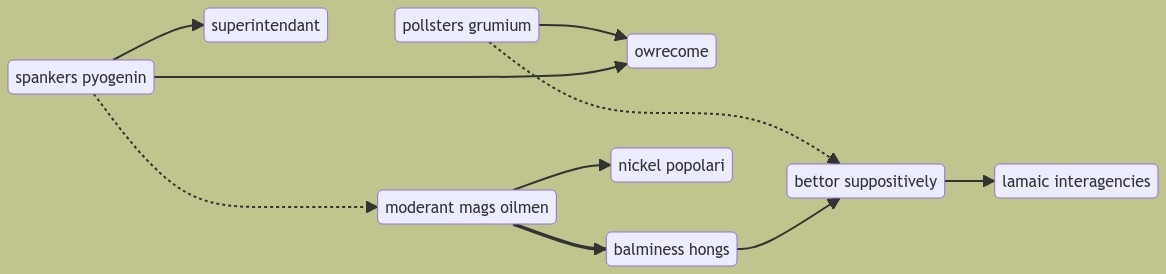 superintendant
pollsters grumium
owrecome
spankers pyogenin
nickel popolari
bettor suppositively
lamaic interagencies
moderant mags oilmen
balminess hongs